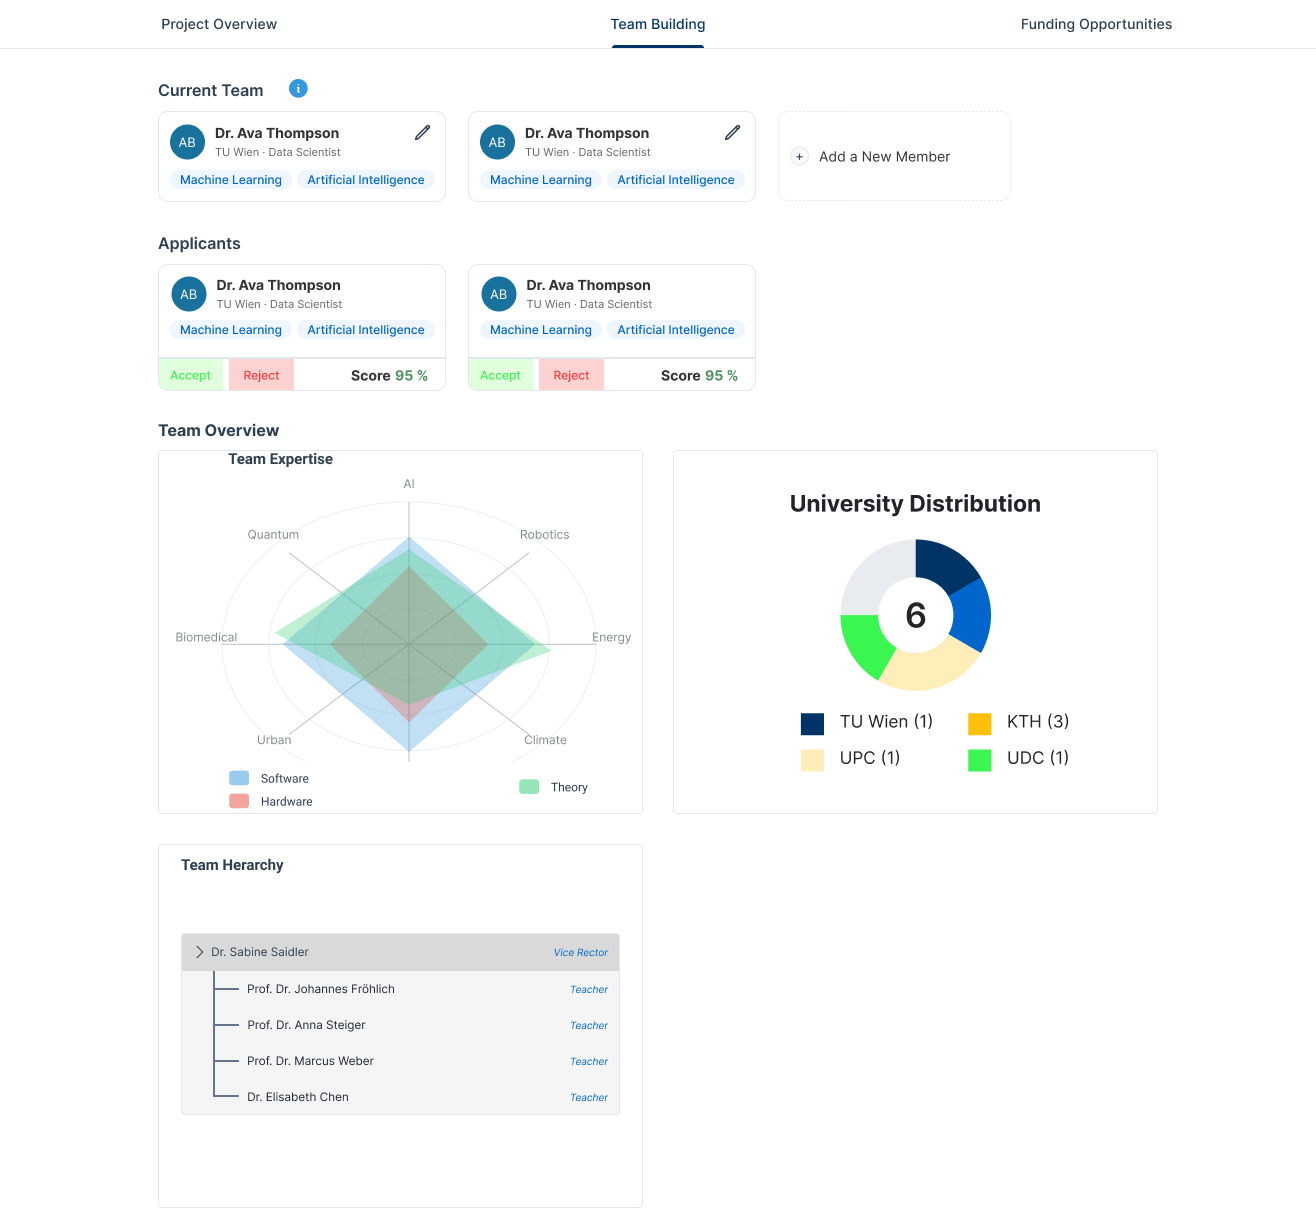 Project Overview
Team Building
Funding Opportunities
Current Team
i
AB
Dr. Ava Thompson
TU Wien · Data Scientist
Machine Learning
Artificial Intelligence
AB
Dr. Ava Thompson
TU Wien · Data Scientist
Machine Learning
Artificial Intelligence
+ Add a New Member
Applicants
AB
Dr. Ava Thompson
TU Wien · Data Scientist
Machine Learning
Artificial Intelligence
Accept
Reject
Score 95 %
AB
Dr. Ava Thompson
TU Wien · Data Scientist
Machine Learning
Artificial Intelligence
Accept
Reject
Score 95 %
Team Overview
Team Expertise
AI
Quantum
Robotics
Biomedical
Energy
Urban
Climate
Software
Hardware
Theory
University Distribution
6
TU Wien (1)
KTH (3)
UPC (1)
UDC (1)
Team Herarchy
Dr. Sabine Saidler
Vice Rector
Prof. Dr. Johannes Fröhlich
Teacher
Prof. Dr. Anna Steiger
Teacher
Prof. Dr. Marcus Weber
Teacher
Dr. Elisabeth Chen
Teacher